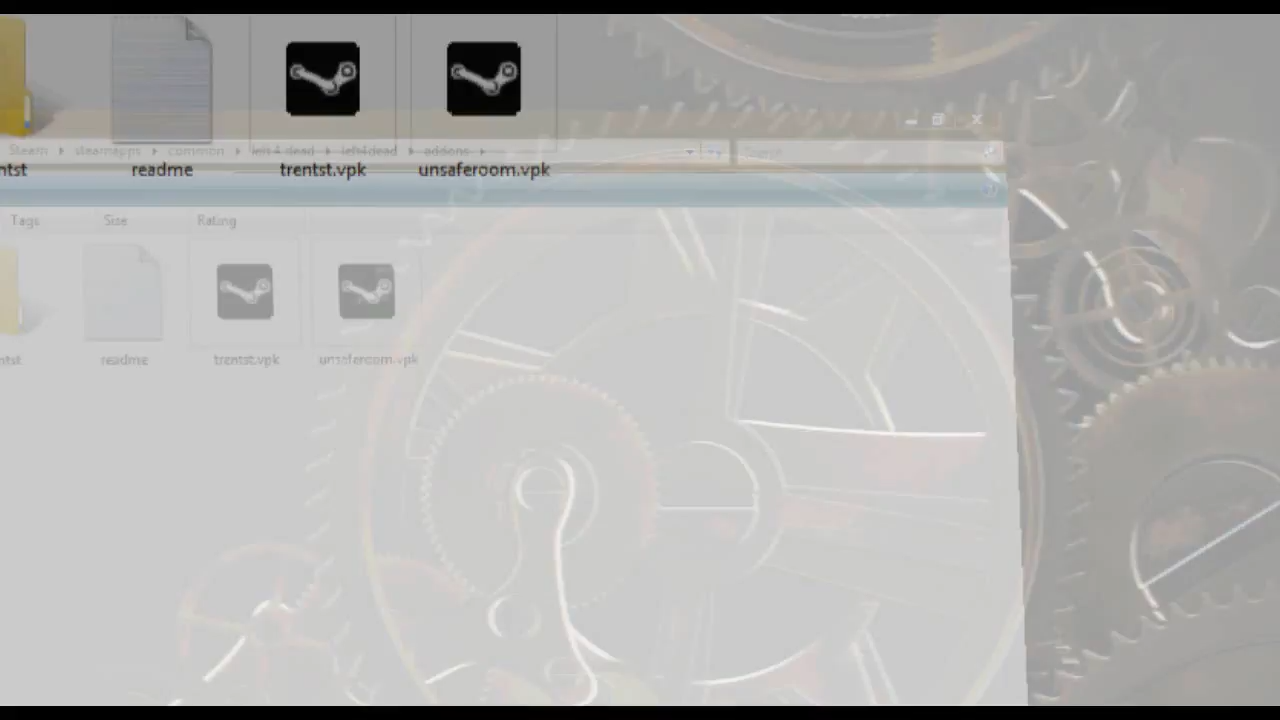 ntst readme trentst.vpk unsaferoom.vpk
Steam steamapps common left 4 dead left4dead addons Search
Tags Size Rating
ntst readme trentst.vpk unsaferoom.vpk